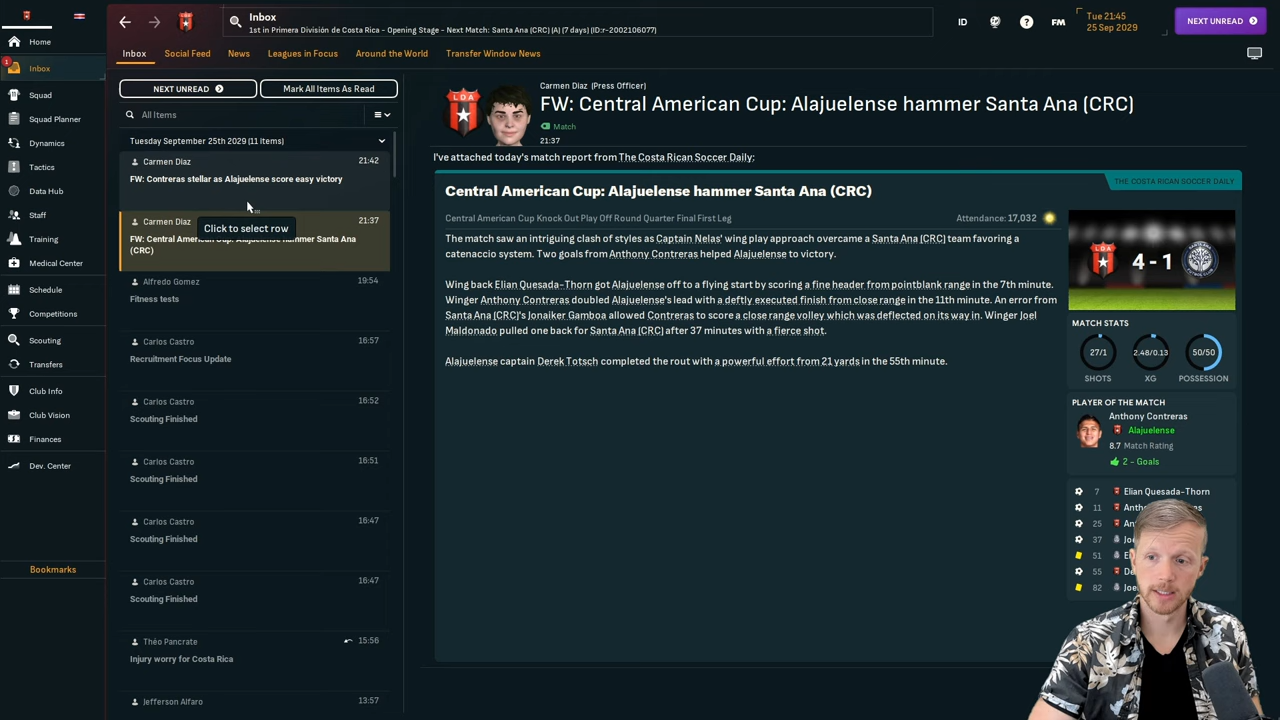 Inbox
1st in Primera División de Costa Rica - Opening Stage - Next Match: Santa Ana (CRC) (A) (7 days) (ID:r-2002106077)
ID
?
FM
Tue 21:45
25 Sep 2029
NEXT UNREAD
Home
1
Inbox
Squad
Squad Planner
Dynamics
Tactics
Data Hub
Staff
Training
Medical Center
Schedule
Competitions
Scouting
Transfers
Club Info
Club Vision
Finances
Dev. Center
Bookmarks
Inbox
Social Feed
News
Leagues in Focus
Around the World
Transfer Window News
NEXT UNREAD
Mark All Items As Read
All Items
Tuesday September 25th 2029 (11 items)
Carmen Diaz 21:42
FW: Contreras stellar as Alajuelense score easy victory
Carmen Diaz 21:37
Click to select row
FW: Central American Cup: Alajuelense hammer Santa Ana
(CRC)
Alfredo Gomez 19:54
Fitness tests
Carlos Castro 16:57
Recruitment Focus Update
Carlos Castro 16:52
Scouting Finished
Carlos Castro 16:51
Scouting Finished
Carlos Castro 16:47
Scouting Finished
Carlos Castro 16:47
Scouting Finished
Théo Pancrate 15:56
Injury worry for Costa Rica
Jefferson Alfaro 13:57
LDA
Carmen Diaz (Press Officer)
FW: Central American Cup: Alajuelense hammer Santa Ana (CRC)
Match
21:37
I've attached today's match report from The Costa Rican Soccer Daily:
THE COSTA RICAN SOCCER DAILY
Central American Cup: Alajuelense hammer Santa Ana (CRC)
Central American Cup Knock Out Play Off Round Quarter Final First Leg
Attendance: 17,032
The match saw an intriguing clash of styles as Captain Nelas' wing play approach overcame a Santa Ana (CRC) team favoring a
catenaccio system. Two goals from Anthony Contreras helped Alajuelense to victory.
Wing back Elian Quesada-Thorn got Alajuelense off to a flying start by scoring a fine header from pointblank range in the 7th minute.
Winger Anthony Contreras doubled Alajuelense's lead with a deftly executed finish from close range in the 11th minute. An error from
Santa Ana (CRC)'s Jonaiker Gamboa allowed Contreras to score a close range volley which was deflected on its way in. Winger Joel
Maldonado pulled one back for Santa Ana (CRC) after 37 minutes with a fierce shot.
Alajuelense captain Derek Totsch completed the rout with a powerful effort from 21 yards in the 55th minute.
LDA
4 - 1
MATCH STATS
27/1
2.48/0.13
50/50
SHOTS
XG
POSSESSION
PLAYER OF THE MATCH
Anthony Contreras
Alajuelense
8.7 Match Rating
2 - Goals
7 Elian Quesada-Thorn
11
25
37
51
55
82